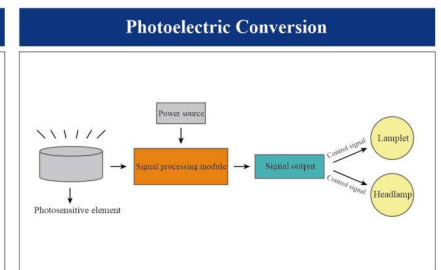 Photoelectric Conversion
Power source
Lamplet
Control signal
Signal processing module
Signal output
Control signal
Headlamp
Photosensitive element